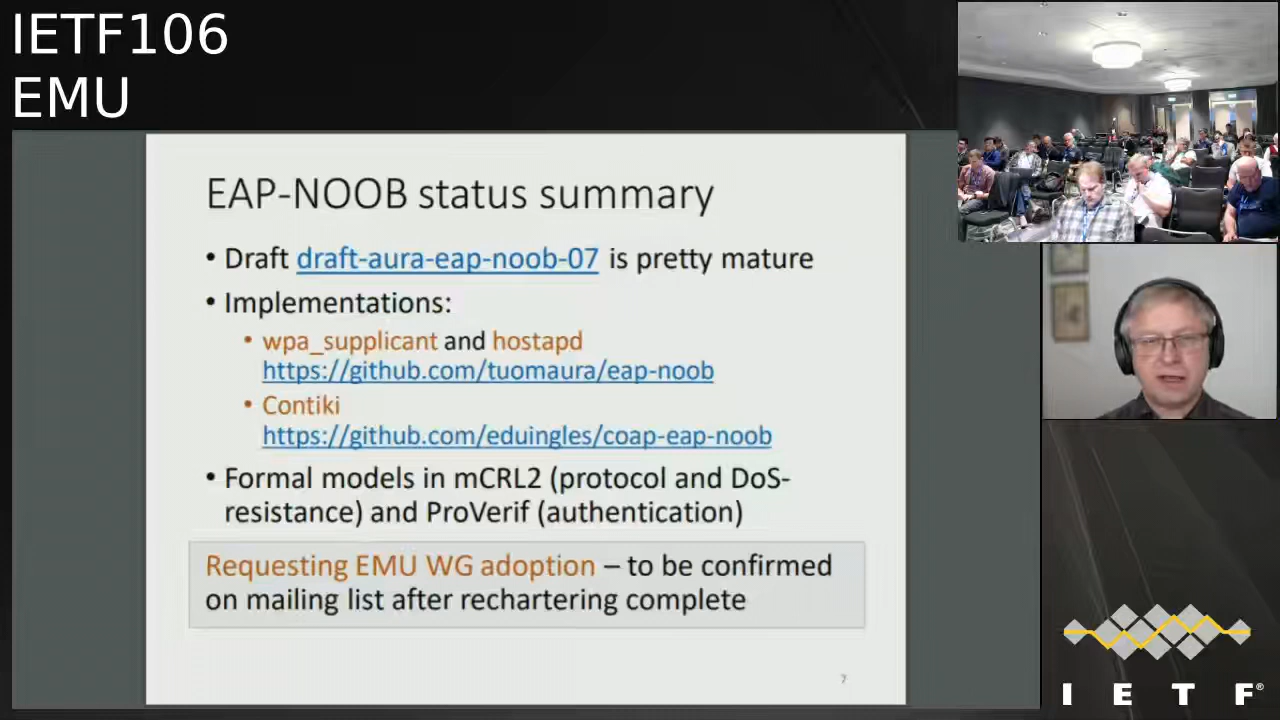 IETF106
EMU
EAP-NOOB status summary
• Draft draft-aura-eap-noob-07 is pretty mature
• Implementations:
• wpa_supplicant and hostapd
https://github.com/tuomaura/eap-noob
• Contiki
https://github.com/eduingles/coap-eap-noob
• Formal models in mCRL2 (protocol and DoS-
resistance) and ProVerif (authentication)
Requesting EMU WG adoption – to be confirmed
on mailing list after rechartering complete
7
I E T F®